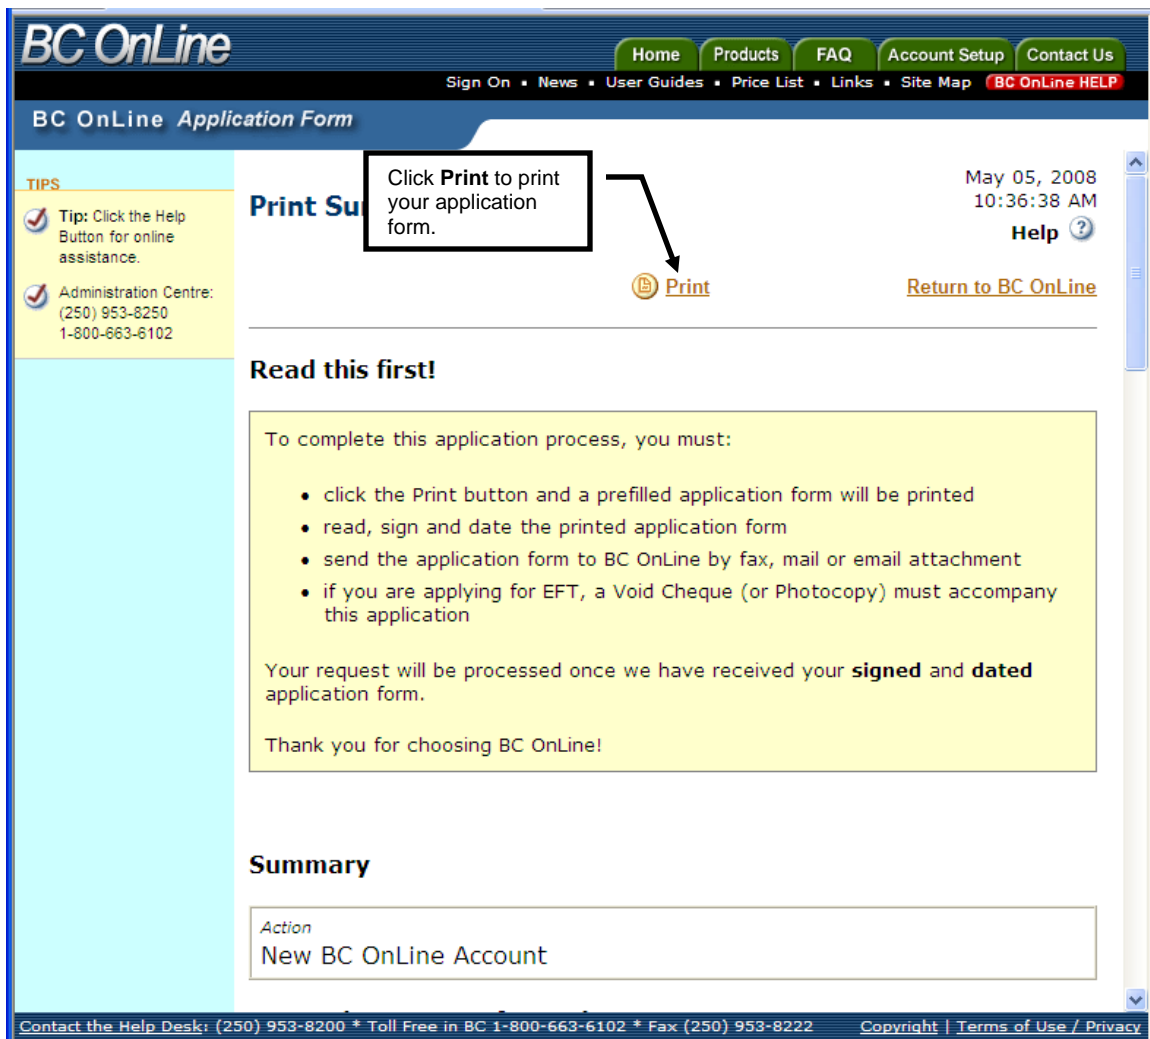 BC OnLine
Home Products FAQ Account Setup Contact Us
Sign On ▪ News ▪ User Guides ▪ Price List ▪ Links ▪ Site Map BC OnLine HELP
BC OnLine Application Form
TIPS
Tip: Click the Help
Button for online
assistance.
Administration Centre:
(250) 953-8250
1-800-663-6102
Print Su
Click Print to print
your application
form.
May 05, 2008
10:36:38 AM
Help ?
Print
Return to BC OnLine
Read this first!
To complete this application process, you must:
• click the Print button and a prefilled application form will be printed
• read, sign and date the printed application form
• send the application form to BC OnLine by fax, mail or email attachment
• if you are applying for EFT, a Void Cheque (or Photocopy) must accompany
this application
Your request will be processed once we have received your signed and dated
application form.
Thank you for choosing BC OnLine!
Summary
Action
New BC OnLine Account
Contact the Help Desk: (250) 953-8200 * Toll Free in BC 1-800-663-6102 * Fax (250) 953-8222 Copyright | Terms of Use / Privacy